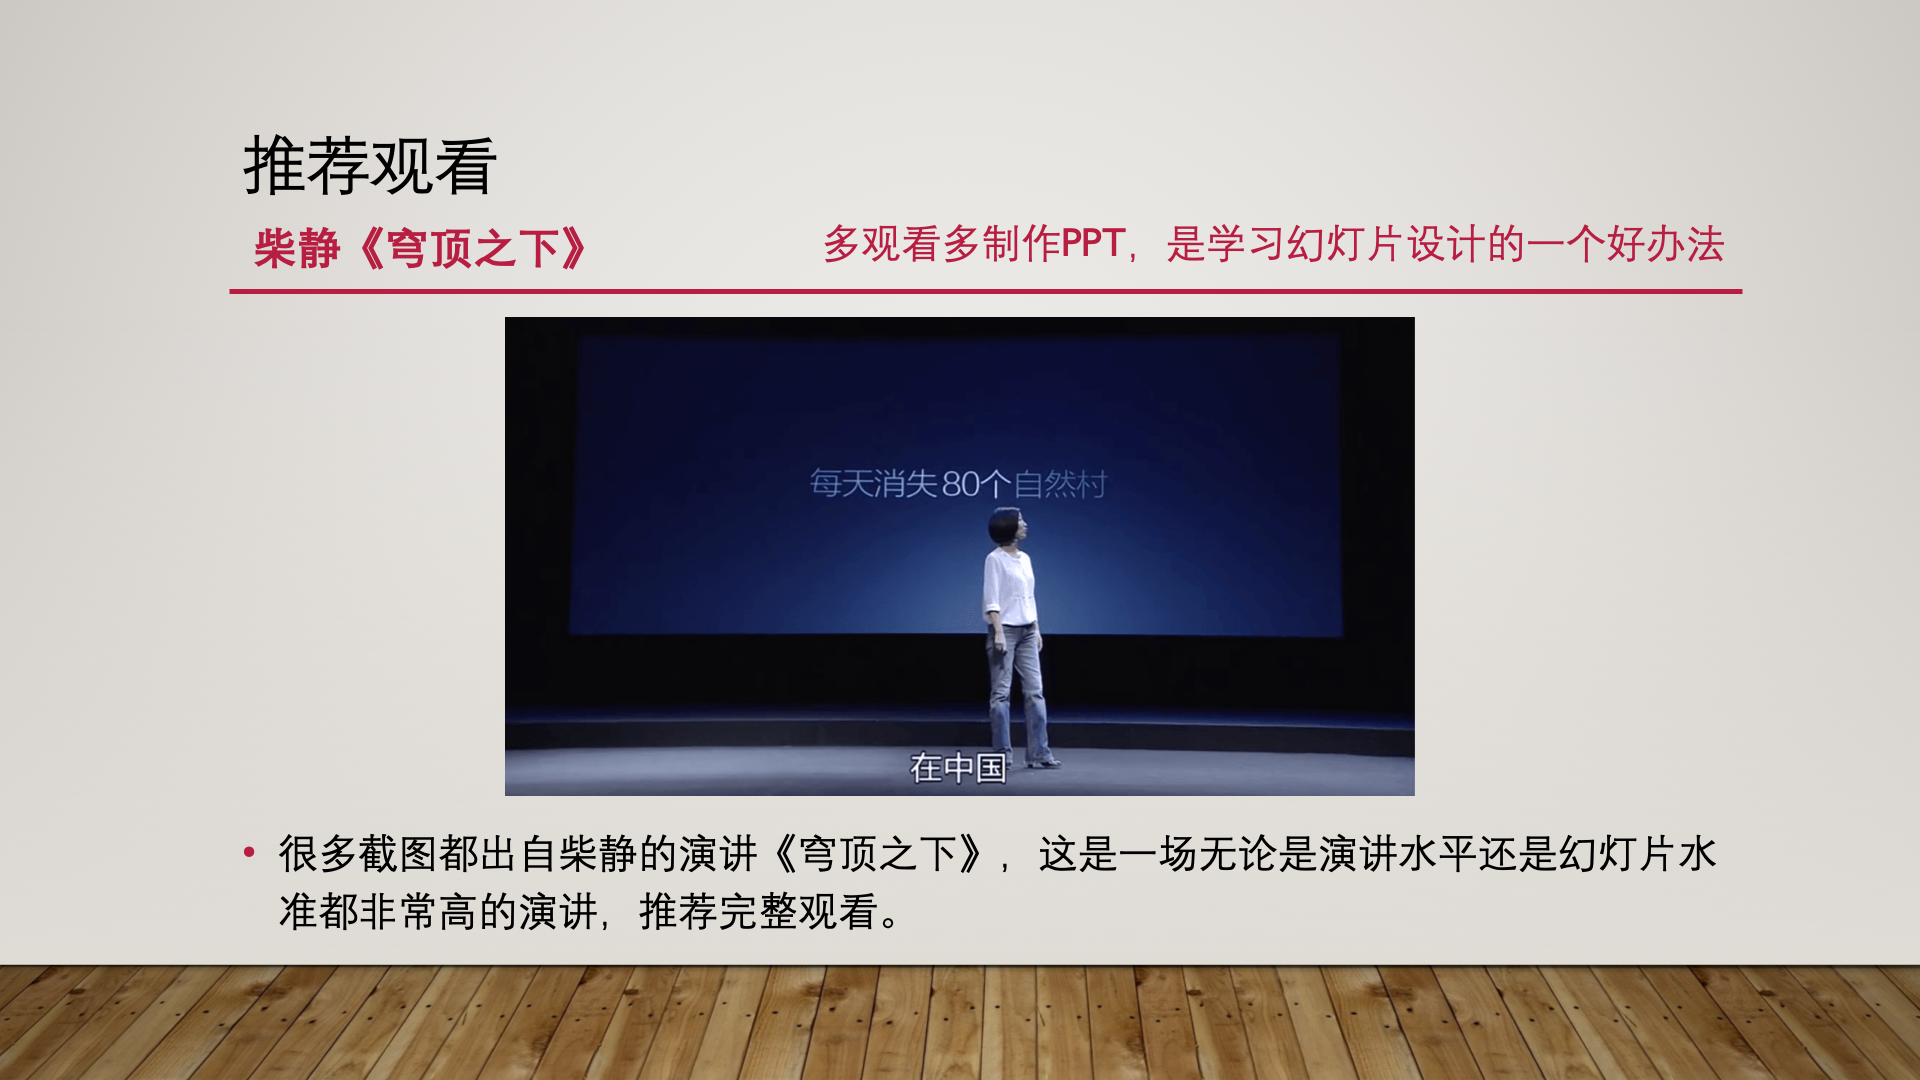 推荐观看
柴静《穹顶之下》
多观看多制作PPT，是学习幻灯片设计的一个好办法
每天消失80个自然村
在中国
• 很多截图都出自柴静的演讲《穹顶之下》，这是一场无论是演讲水平还是幻灯片水
准都非常高的演讲，推荐完整观看。